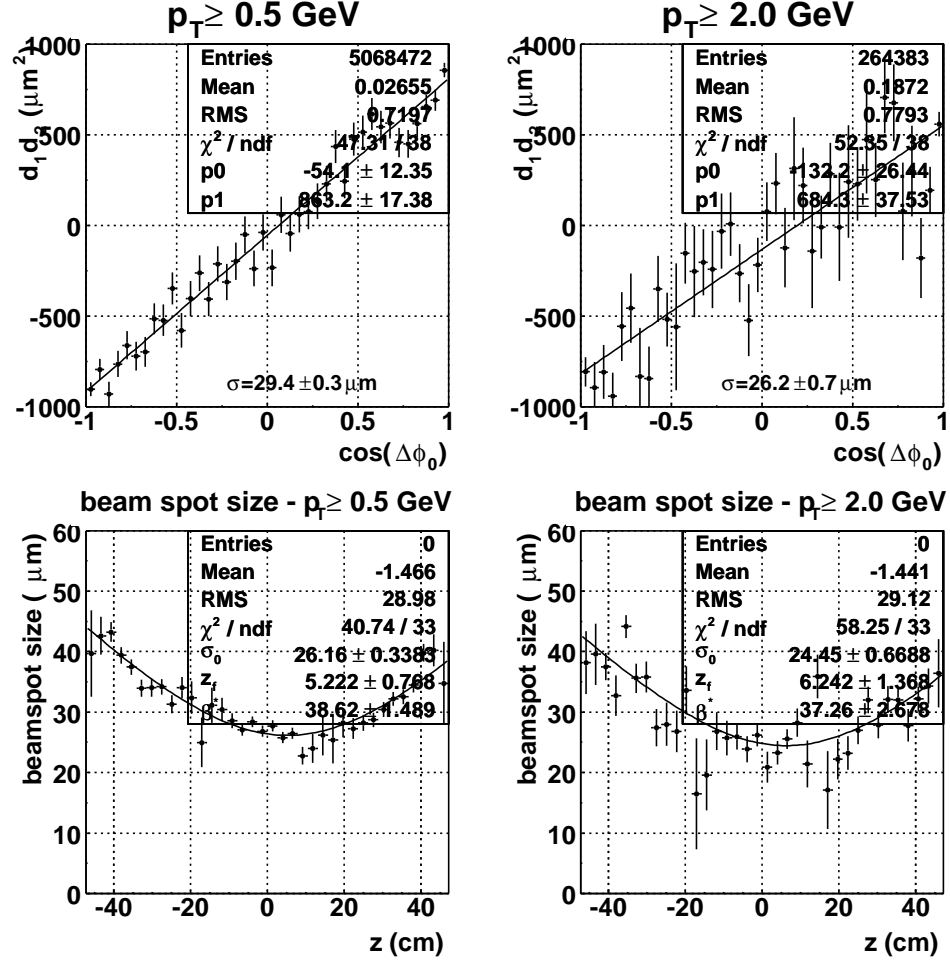 p_T ≥ 0.5 GeV
d_1 d_2 (μm²)
1000
500
0
-500
-1000
Entries 5068472
Mean 0.02655
RMS 0.7197
χ² / ndf 47.31 / 38
p0 -54.1 ± 12.35
p1 863.2 ± 17.38
σ=29.4 ±0.3 μm
-1 -0.5 0 0.5 1
cos(Δϕ_0)
p_T ≥ 2.0 GeV
d_1 d_2 (μm²)
1000
500
0
-500
-1000
Entries 264383
Mean 0.1872
RMS 0.7793
χ² / ndf 52.35 / 38
p0 -132.2 ± 26.44
p1 684.3 ± 37.53
σ=26.2 ±0.7 μm
-1 -0.5 0 0.5 1
cos(Δϕ_0)
beam spot size - p_T ≥ 0.5 GeV
beamspot size ( μm)
60
50
40
30
20
10
0
Entries 0
Mean -1.466
RMS 28.98
χ² / ndf 40.74 / 33
σ_0 26.16 ± 0.3383
z_f 5.222 ± 0.768
β* 38.62 ± 1.489
-40 -20 0 20 40
z (cm)
beam spot size - p_T ≥ 2.0 GeV
beamspot size ( μm)
60
50
40
30
20
10
0
Entries 0
Mean -1.441
RMS 29.12
χ² / ndf 58.25 / 33
σ_0 24.45 ± 0.6688
z_f 6.242 ± 1.368
β* 37.26 ± 2.678
-40 -20 0 20 40
z (cm)